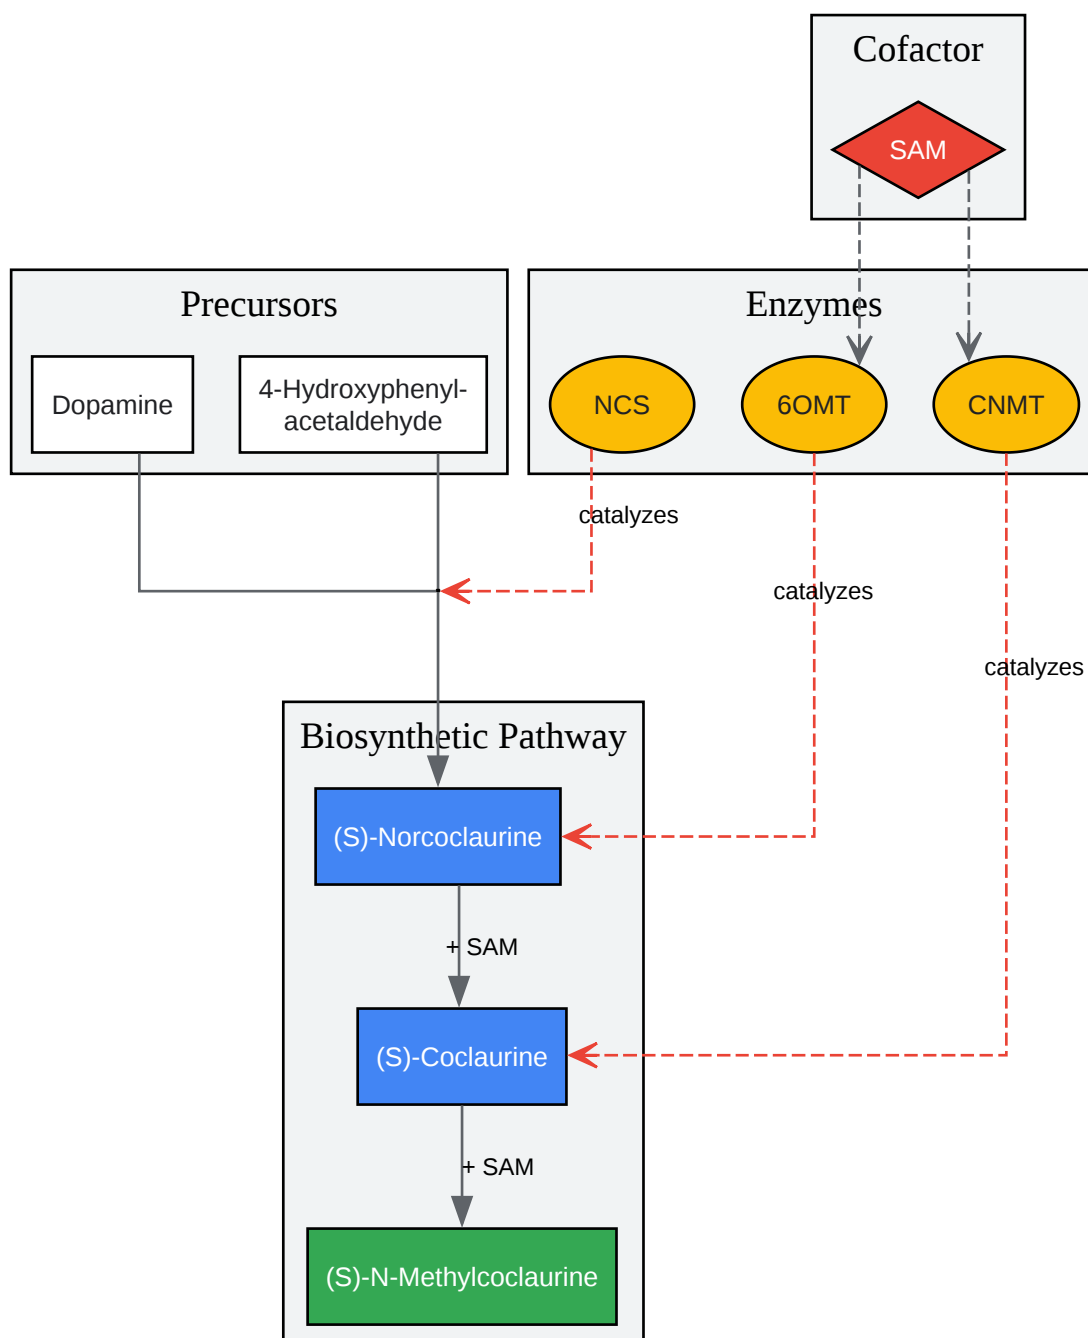 Cofactor
SAM
Precursors
Enzymes
Dopamine
4-Hydroxyphenyl-
acetaldehyde
NCS
6OMT
CNMT
catalyzes
catalyzes
catalyzes
Biosynthetic Pathway
(S)-Norcoclaurine
+ SAM
(S)-Coclaurine
+ SAM
(S)-N-Methylcoclaurine